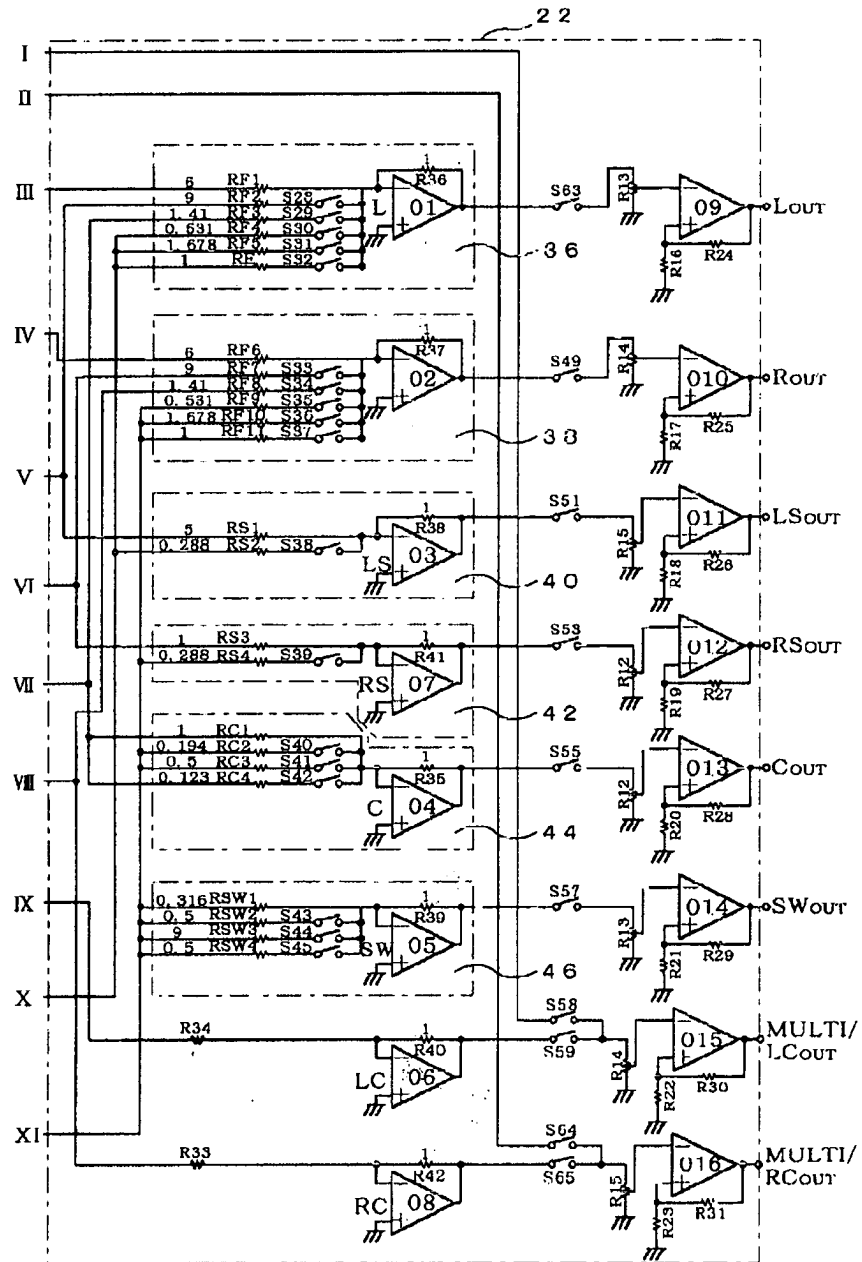 22
I
II
III
6 RF1
9 RF2 S28
1.41 RF3 S29
0.531 RF4 S30
1.678 RF5 S31
1 RF S32
1
R36
L 01
36
S63
R13
09
R16
R24
LOUT
IV
6 RF6
9 RF7 S33
1.41 RF8 S34
0.531 RF9 S35
1.678 RF10 S36
1 RF11 S37
1
R37
02
38
S49
R14
010
R17
R25
ROUT
V
5 RS1
0.288 RS2 S38
1
R38
LS 03
40
S51
R15
011
R18
R26
LSOUT
VI
1 RS3
0.288 RS4 S39
1
R41
RS 07
42
S53
R12
012
R19
R27
RSOUT
VII
1 RC1
0.194 RC2 S40
0.5 RC3 S41
0.123 RC4 S42
1
R35
C 04
44
S55
R12
013
R20
R28
COUT
VIII
IX
0.316 RSW1
0.5 RSW2 S43
9 RSW3 S44
0.5 RSW4 S45
1
R39
SW 05
46
S57
R13
014
R21
R29
SWOUT
X
R34
1
R40
LC 06
S58
S59
R14
015
R22
R30
MULTI/
LCOUT
XI
R33
1
R42
RC 08
S64
S65
R15
016
R23
R31
MULTI/
RCOUT